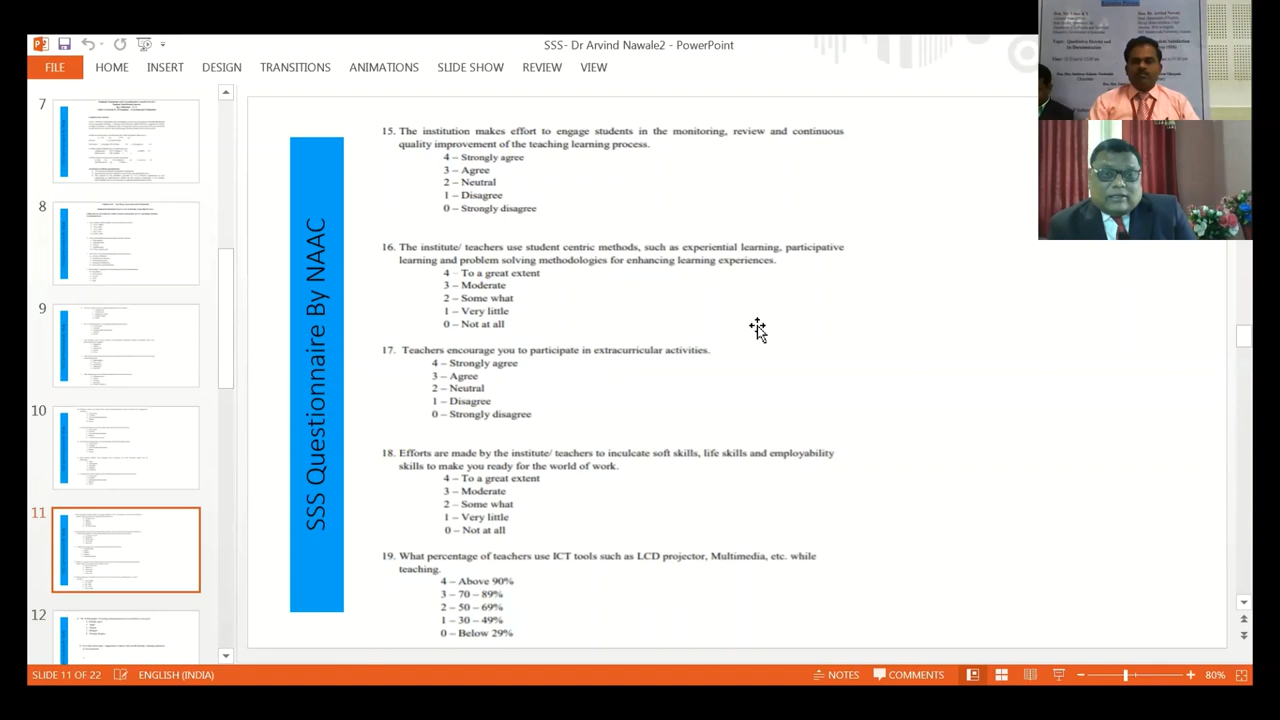 SSS- Dr Arvind Nawale2 - PowerPoint
FILE HOME INSERT DESIGN TRANSITIONS ANIMATIONS SLIDE SHOW REVIEW VIEW
7
8
9
10
11
12
SSS Questionnaire By NAAC
15. The institution makes effort to engage students in the monitoring, review and continuous
quality improvement of the teaching learning process.
4 – Strongly agree
3 – Agree
2 – Neutral
1 – Disagree
0 – Strongly disagree
16. The institute/ teachers use student centric methods, such as experiential learning, participative
learning and problem solving methodologies for enhancing learning experiences.
4 – To a great extent
3 – Moderate
2 – Some what
1 – Very little
0 – Not at all
17. Teachers encourage you to participate in extracurricular activities.
4 – Strongly agree
3 – Agree
2 – Neutral
1 – Disagree
0 – Strongly disagree
18. Efforts are made by the institute/ teachers to inculcate soft skills, life skills and employability
skills to make you ready for the world of work.
4 – To a great extent
3 – Moderate
2 – Some what
1 – Very little
0 – Not at all
19. What percentage of teachers use ICT tools such as LCD projector, Multimedia, etc. while
teaching.
4 – Above 90%
3 – 70 – 89%
2 – 50 – 69%
1 – 30 – 49%
0 – Below 29%
SLIDE 11 OF 22 ENGLISH (INDIA) NOTES COMMENTS 80%